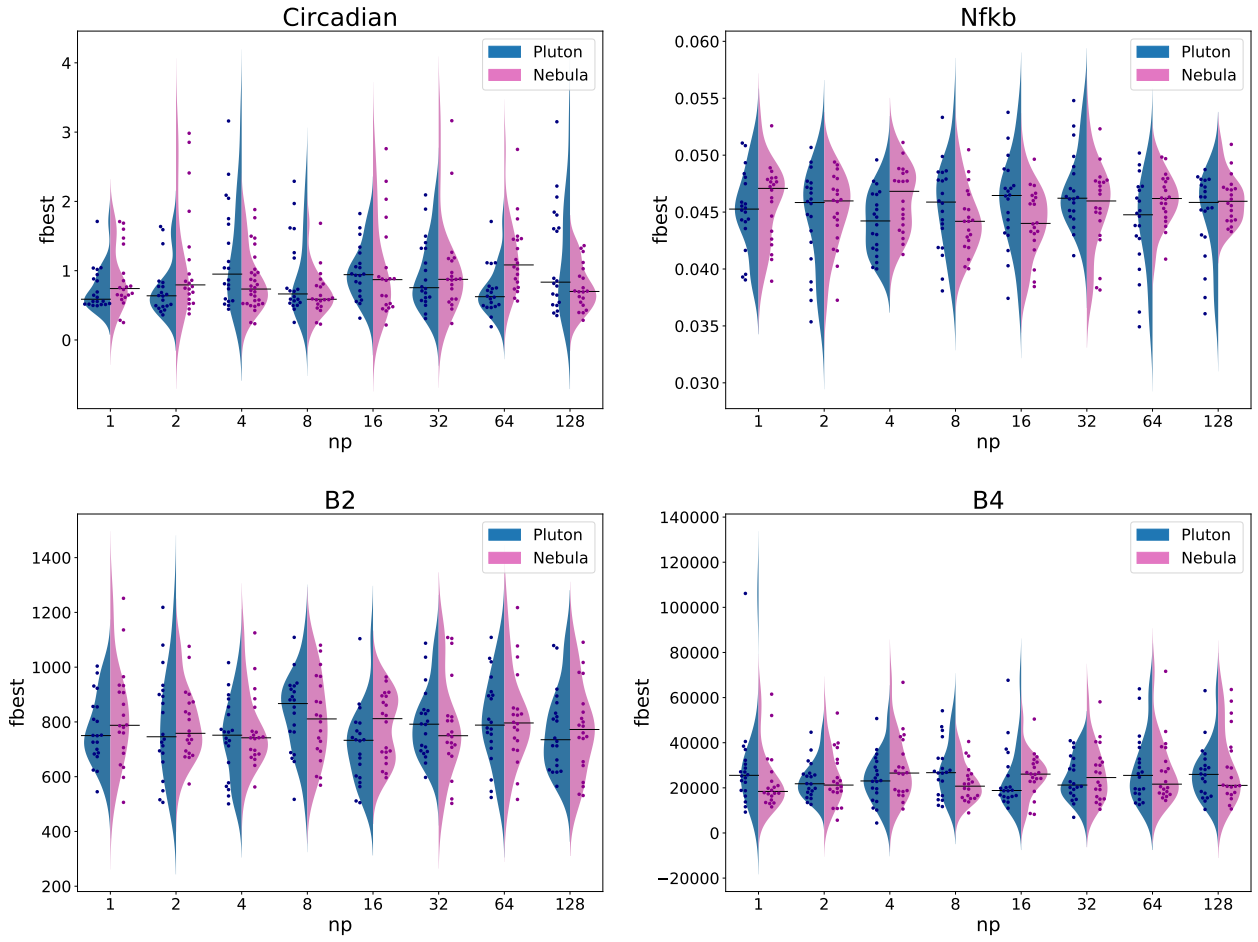 Circadian
Pluton
Nebula
4
3
2
1
0
fbest
1 2 4 8 16 32 64 128
np
Nfkb
Pluton
Nebula
0.060
0.055
0.050
0.045
0.040
0.035
0.030
fbest
1 2 4 8 16 32 64 128
np
B2
Pluton
Nebula
1400
1200
1000
800
600
400
200
fbest
1 2 4 8 16 32 64 128
np
B4
Pluton
Nebula
140000
120000
100000
80000
60000
40000
20000
0
−20000
fbest
1 2 4 8 16 32 64 128
np